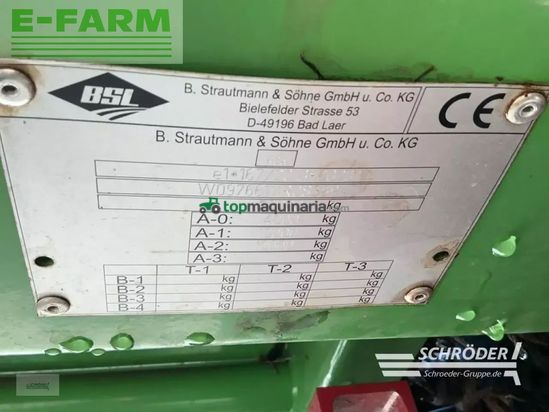 E-FARM
BSL
B. Strautmann & Söhne GmbH u. Co. KG
Bielefelder Strasse 53
D-49196 Bad Laer
CE
B. Strautmann & Söhne GmbH u. Co. KG
topmaquinaria.com
kg
A-0: kg
A-1: kg
A-2: kg
A-3: kg
T-1 T-2 T-3
B-1 kg kg kg
B-2 kg kg kg
B-3 kg kg kg
B-4 kg kg kg
SCHRÖDER
Schroeder-Gruppe.de